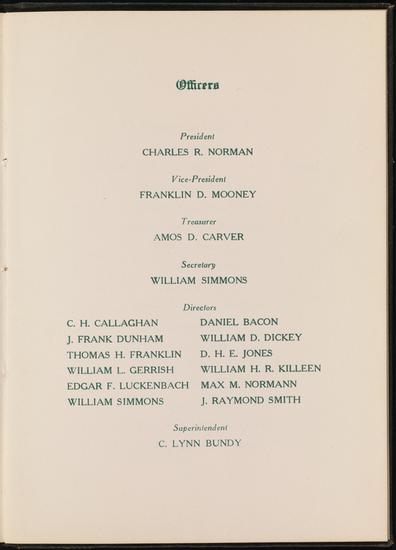 Officers
President
CHARLES R. NORMAN
Vice-President
FRANKLIN D. MOONEY
Treasurer
AMOS D. CARVER
Secretary
WILLIAM SIMMONS
Directors
C. H. CALLAGHAN DANIEL BACON
J. FRANK DUNHAM WILLIAM D. DICKEY
THOMAS H. FRANKLIN D. H. E. JONES
WILLIAM L. GERRISH WILLIAM H. R. KILLEEN
EDGAR F. LUCKENBACH MAX M. NORMANN
WILLIAM SIMMONS J. RAYMOND SMITH
Superintendent
C. LYNN BUNDY